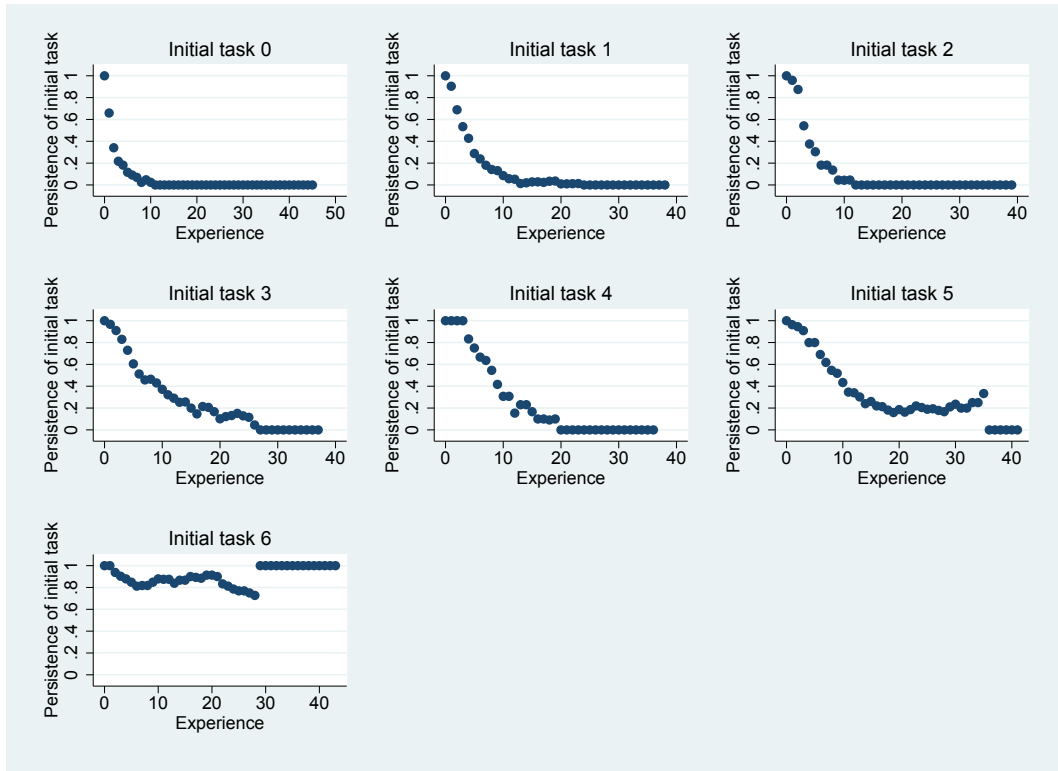 Initial task 0
Persistence of initial task
0 .2 .4 .6 .8 1
0 10 20 30 40 50
Experience
Initial task 1
Persistence of initial task
0 .2 .4 .6 .8 1
0 10 20 30 40
Experience
Initial task 2
Persistence of initial task
0 .2 .4 .6 .8 1
0 10 20 30 40
Experience
Initial task 3
Persistence of initial task
0 .2 .4 .6 .8 1
0 10 20 30 40
Experience
Initial task 4
Persistence of initial task
0 .2 .4 .6 .8 1
0 10 20 30 40
Experience
Initial task 5
Persistence of initial task
0 .2 .4 .6 .8 1
0 10 20 30 40
Experience
Initial task 6
Persistence of initial task
0 .2 .4 .6 .8 1
0 10 20 30 40
Experience